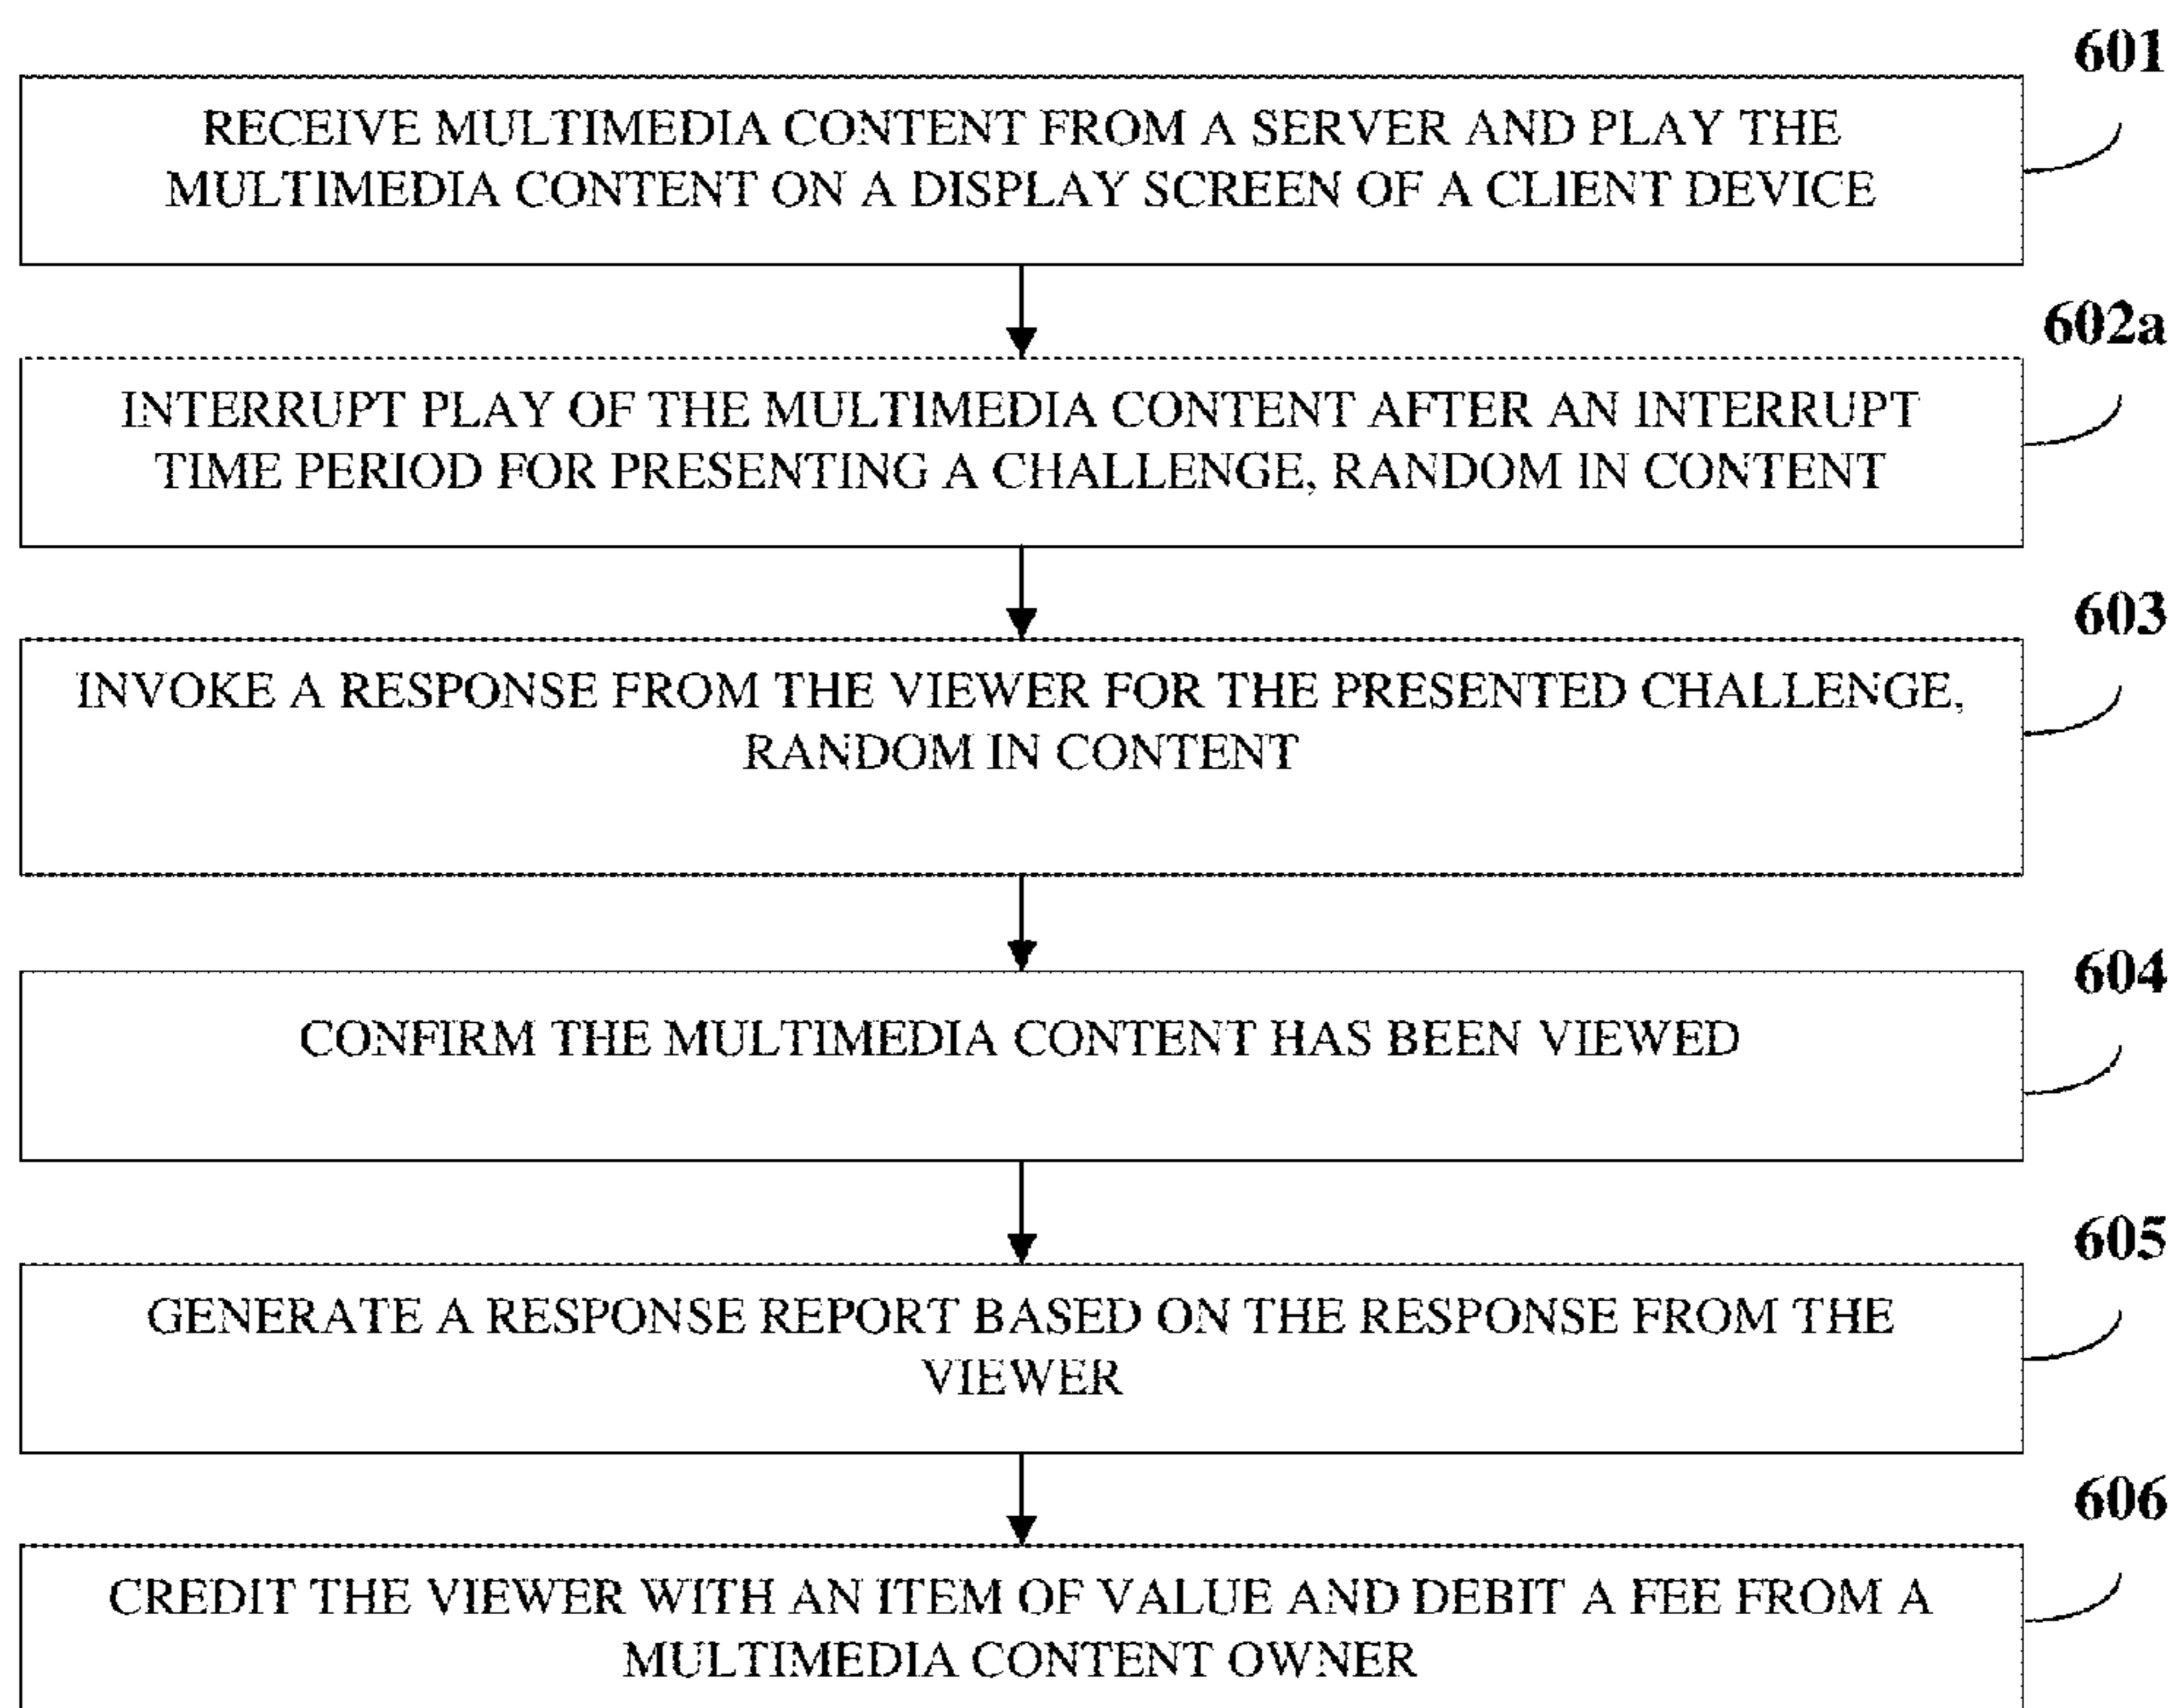 601
RECEIVE MULTIMEDIA CONTENT FROM A SERVER AND PLAY THE
MULTIMEDIA CONTENT ON A DISPLAY SCREEN OF A CLIENT DEVICE
602a
INTERRUPT PLAY OF THE MULTIMEDIA CONTENT AFTER AN INTERRUPT
TIME PERIOD FOR PRESENTING A CHALLENGE, RANDOM IN CONTENT
603
INVOKE A RESPONSE FROM THE VIEWER FOR THE PRESENTED CHALLENGE,
RANDOM IN CONTENT
604
CONFIRM THE MULTIMEDIA CONTENT HAS BEEN VIEWED
605
GENERATE A RESPONSE REPORT BASED ON THE RESPONSE FROM THE
VIEWER
606
CREDIT THE VIEWER WITH AN ITEM OF VALUE AND DEBIT A FEE FROM A
MULTIMEDIA CONTENT OWNER